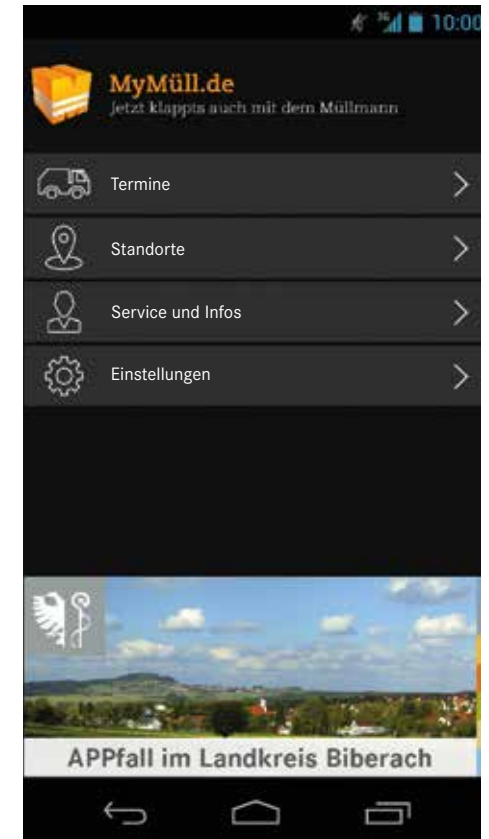 3G 10:00
MyMüll.de
Jetzt klappts auch mit dem Müllmann
Termine
Standorte
Service und Infos
Einstellungen
APPfall im Landkreis Biberach